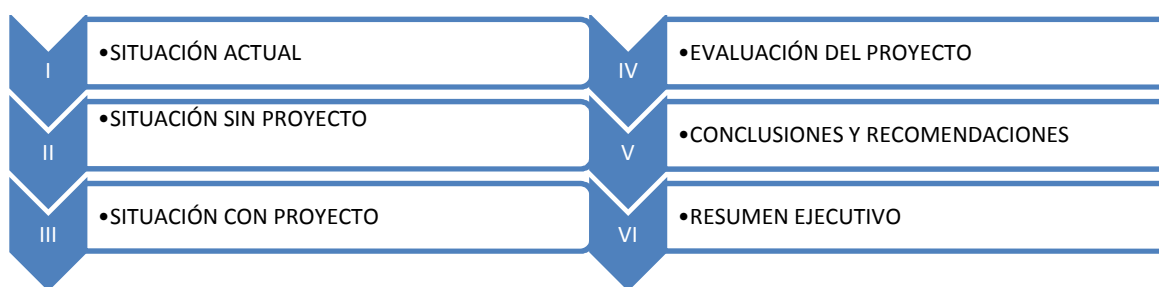 I
•SITUACIÓN ACTUAL
II
•SITUACIÓN SIN PROYECTO
III
•SITUACIÓN CON PROYECTO
IV
•EVALUACIÓN DEL PROYECTO
V
•CONCLUSIONES Y RECOMENDACIONES
VI
•RESUMEN EJECUTIVO